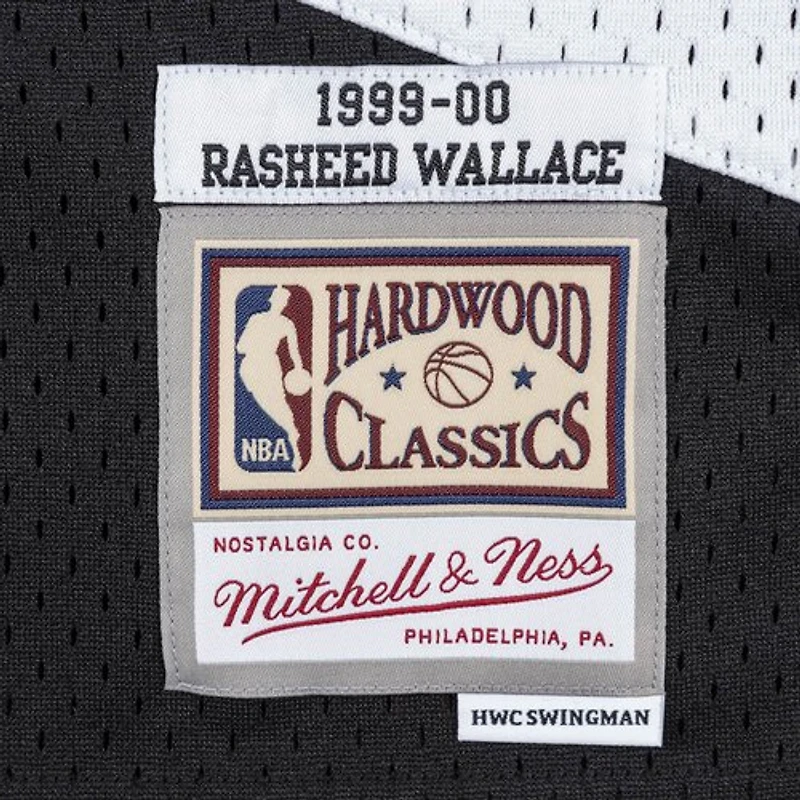 1999-00
RASHEED WALLACE
HARDWOOD
CLASSICS
NBA
NOSTALGIA CO.
Mitchell & Ness
PHILADELPHIA, PA.
HWC SWINGMAN